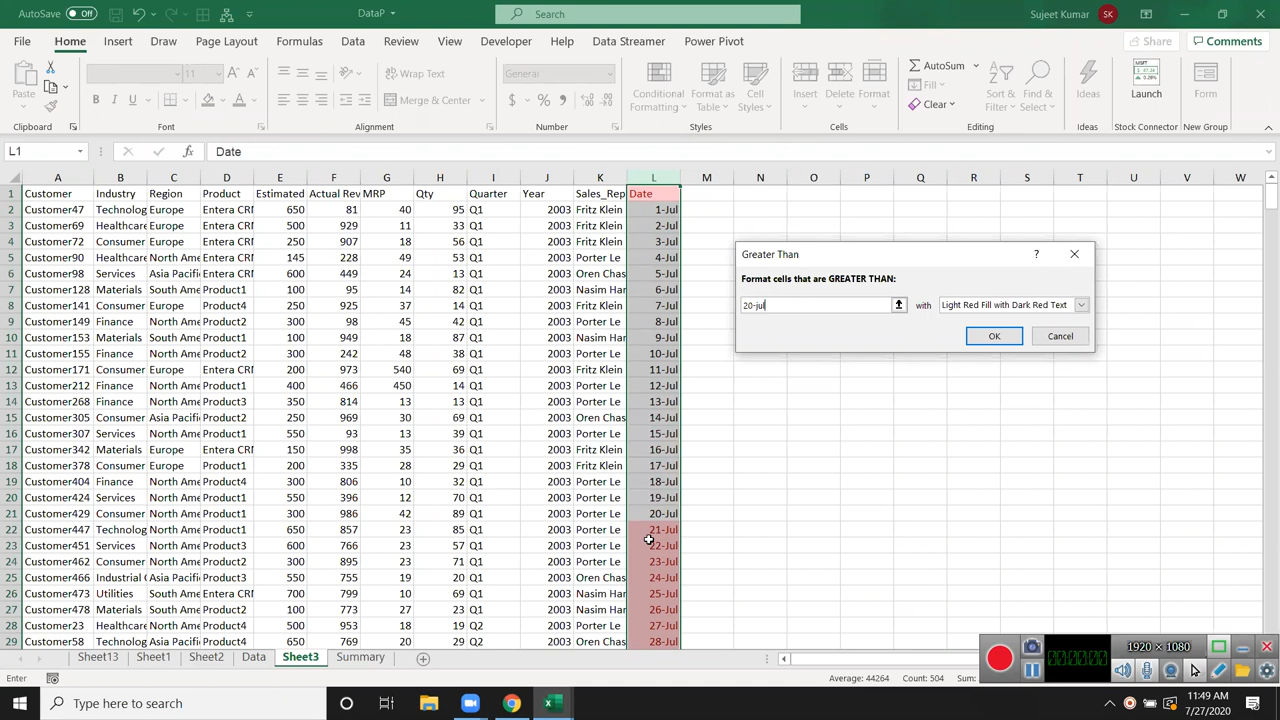 AutoSave Off DataP Search Sujeet Kumar SK
File Home Insert Draw Page Layout Formulas Data Review View Developer Help Data Streamer Power Pivot Share Comments
Paste 11 Wrap Text General Conditional Formatting Format as Table Cell Styles Insert Delete Format AutoSum Fill Clear Sort & Filter Find & Select Ideas Launch Form
B I U Merge & Center $ %
Clipboard Font Alignment Number Styles Cells Editing Ideas Stock Connector New Group
L1 fx Date
A B C D E F G H I J K L M N O P Q R S T U V W
1 Customer Industry Region Product Estimated Actual Rev MRP Qty Quarter Year Sales_Rep Date
2 Customer47 Technolog Europe Entera CRM 650 81 40 95 Q1 2003 Fritz Klein 1-Jul
3 Customer69 Healthcare Europe Entera CRM 500 929 11 33 Q1 2003 Fritz Klein 2-Jul
4 Customer72 Consumer Europe Entera CRM 250 907 18 56 Q1 2003 Fritz Klein 3-Jul
5 Customer90 Healthcare North Ame Product1 145 228 49 53 Q1 2003 Porter Le 4-Jul
6 Customer98 Services Asia Pacific Entera CRM 600 449 24 13 Q1 2003 Oren Chas 5-Jul
7 Customer128 Materials South Ame Product1 100 95 14 82 Q1 2003 Nasim Har 6-Jul
8 Customer141 Consumer Europe Product4 250 925 37 14 Q1 2003 Fritz Klein 7-Jul
9 Customer149 Finance North Ame Product2 300 98 45 42 Q1 2003 Porter Le 8-Jul
10 Customer153 Materials South Ame Product1 100 949 18 87 Q1 2003 Nasim Har 9-Jul
11 Customer155 Finance North Ame Product2 300 242 48 38 Q1 2003 Porter Le 10-Jul
12 Customer171 Consumer Europe Entera CRM 200 973 540 69 Q1 2003 Fritz Klein 11-Jul
13 Customer212 Finance North Ame Product1 400 466 450 14 Q1 2003 Porter Le 12-Jul
14 Customer268 Finance North Ame Product3 350 814 13 13 Q1 2003 Porter Le 13-Jul
15 Customer305 Consumer Asia Pacific Product2 250 969 30 69 Q1 2003 Oren Chas 14-Jul
16 Customer307 Services North Ame Product1 550 93 13 39 Q1 2003 Porter Le 15-Jul
17 Customer342 Materials Europe Product1 150 998 35 36 Q1 2003 Fritz Klein 16-Jul
18 Customer378 Consumer Europe Product1 200 335 28 29 Q1 2003 Fritz Klein 17-Jul
19 Customer404 Finance North Ame Product4 300 806 10 32 Q1 2003 Porter Le 18-Jul
20 Customer424 Services North Ame Product1 550 396 12 70 Q1 2003 Porter Le 19-Jul
21 Customer429 Consumer North Ame Product1 300 986 42 89 Q1 2003 Porter Le 20-Jul
22 Customer447 Technolog North Ame Product1 650 857 23 85 Q1 2003 Porter Le 21-Jul
23 Customer451 Services North Ame Product3 600 766 23 57 Q1 2003 Porter Le 22-Jul
24 Customer462 Consumer North Ame Product2 300 895 23 71 Q1 2003 Porter Le 23-Jul
25 Customer466 Industrial Asia Pacific Product3 550 755 19 20 Q1 2003 Oren Chas 24-Jul
26 Customer473 Utilities South Ame Product1 700 799 10 69 Q1 2003 Nasim Har 25-Jul
27 Customer478 Materials South Ame Product2 100 773 27 23 Q1 2003 Nasim Har 26-Jul
28 Customer23 Healthcare North Ame Product4 500 953 18 19 Q2 2003 Porter Le 27-Jul
29 Customer58 Technolog Asia Pacific Product4 650 769 20 29 Q2 2003 Oren Chas 28-Jul
Greater Than ?
Format cells that are GREATER THAN:
20-jul with Light Red Fill with Dark Red Text
OK Cancel
Sheet13 Sheet1 Sheet2 Data Sheet3 Summary
1920 × 1080
Enter Average: 44264 Count: 504 Sum:
Type here to search 11:49 AM
7/27/2020